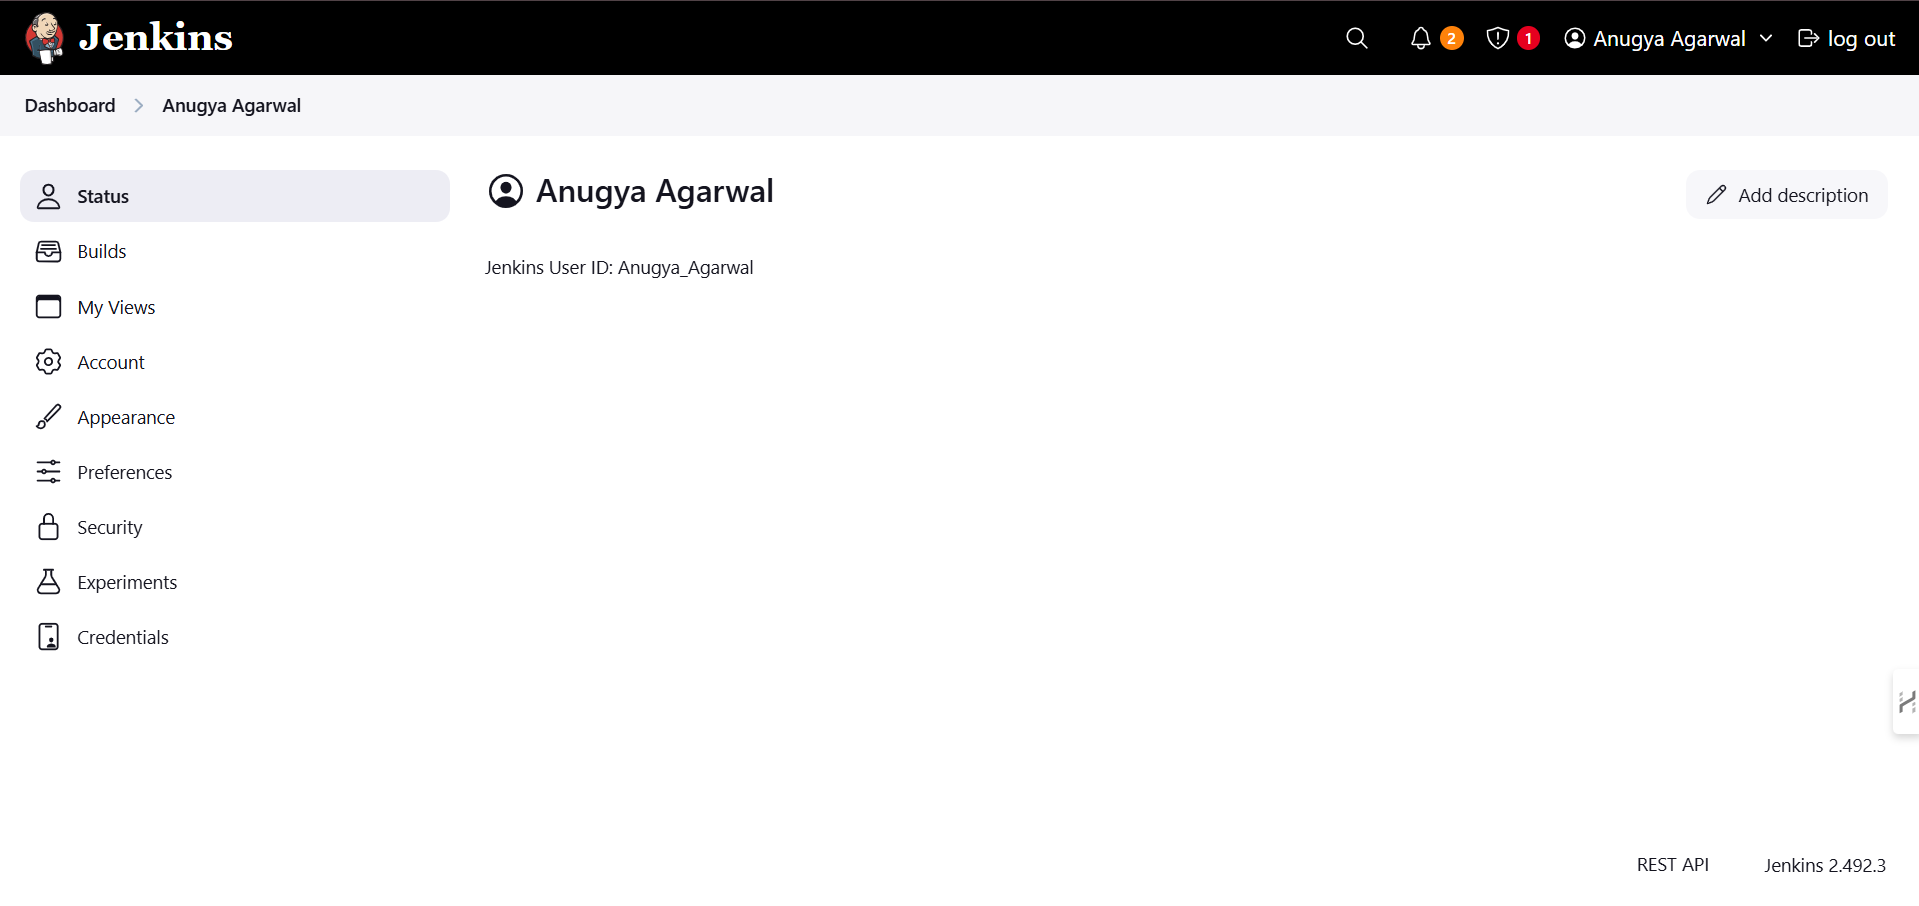 Jenkins
2
1
Anugya Agarwal
log out
Dashboard
Anugya Agarwal
Status
Builds
My Views
Account
Appearance
Preferences
Security
Experiments
Credentials
Anugya Agarwal
Add description
Jenkins User ID: Anugya_Agarwal
REST API
Jenkins 2.492.3